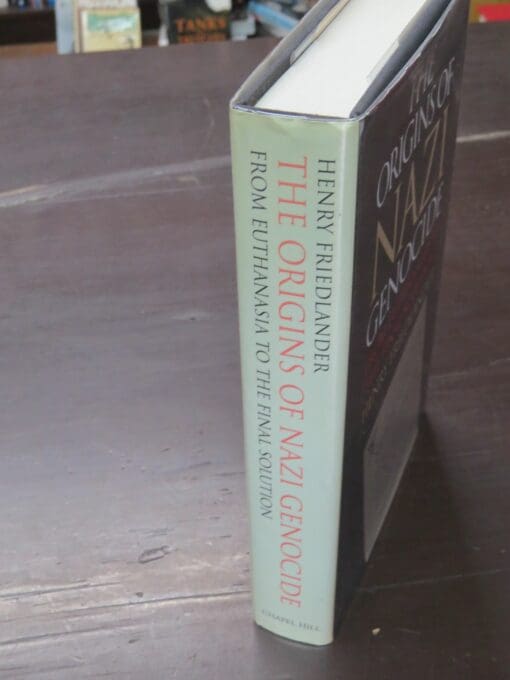 HENRY FRIEDLANDER
THE ORIGINS OF NAZI GENOCIDE
FROM EUTHANASIA TO THE FINAL SOLUTION
CHAPEL HILL
THE
ORIGINS OF
NAZI
GENOCIDE
TANKS